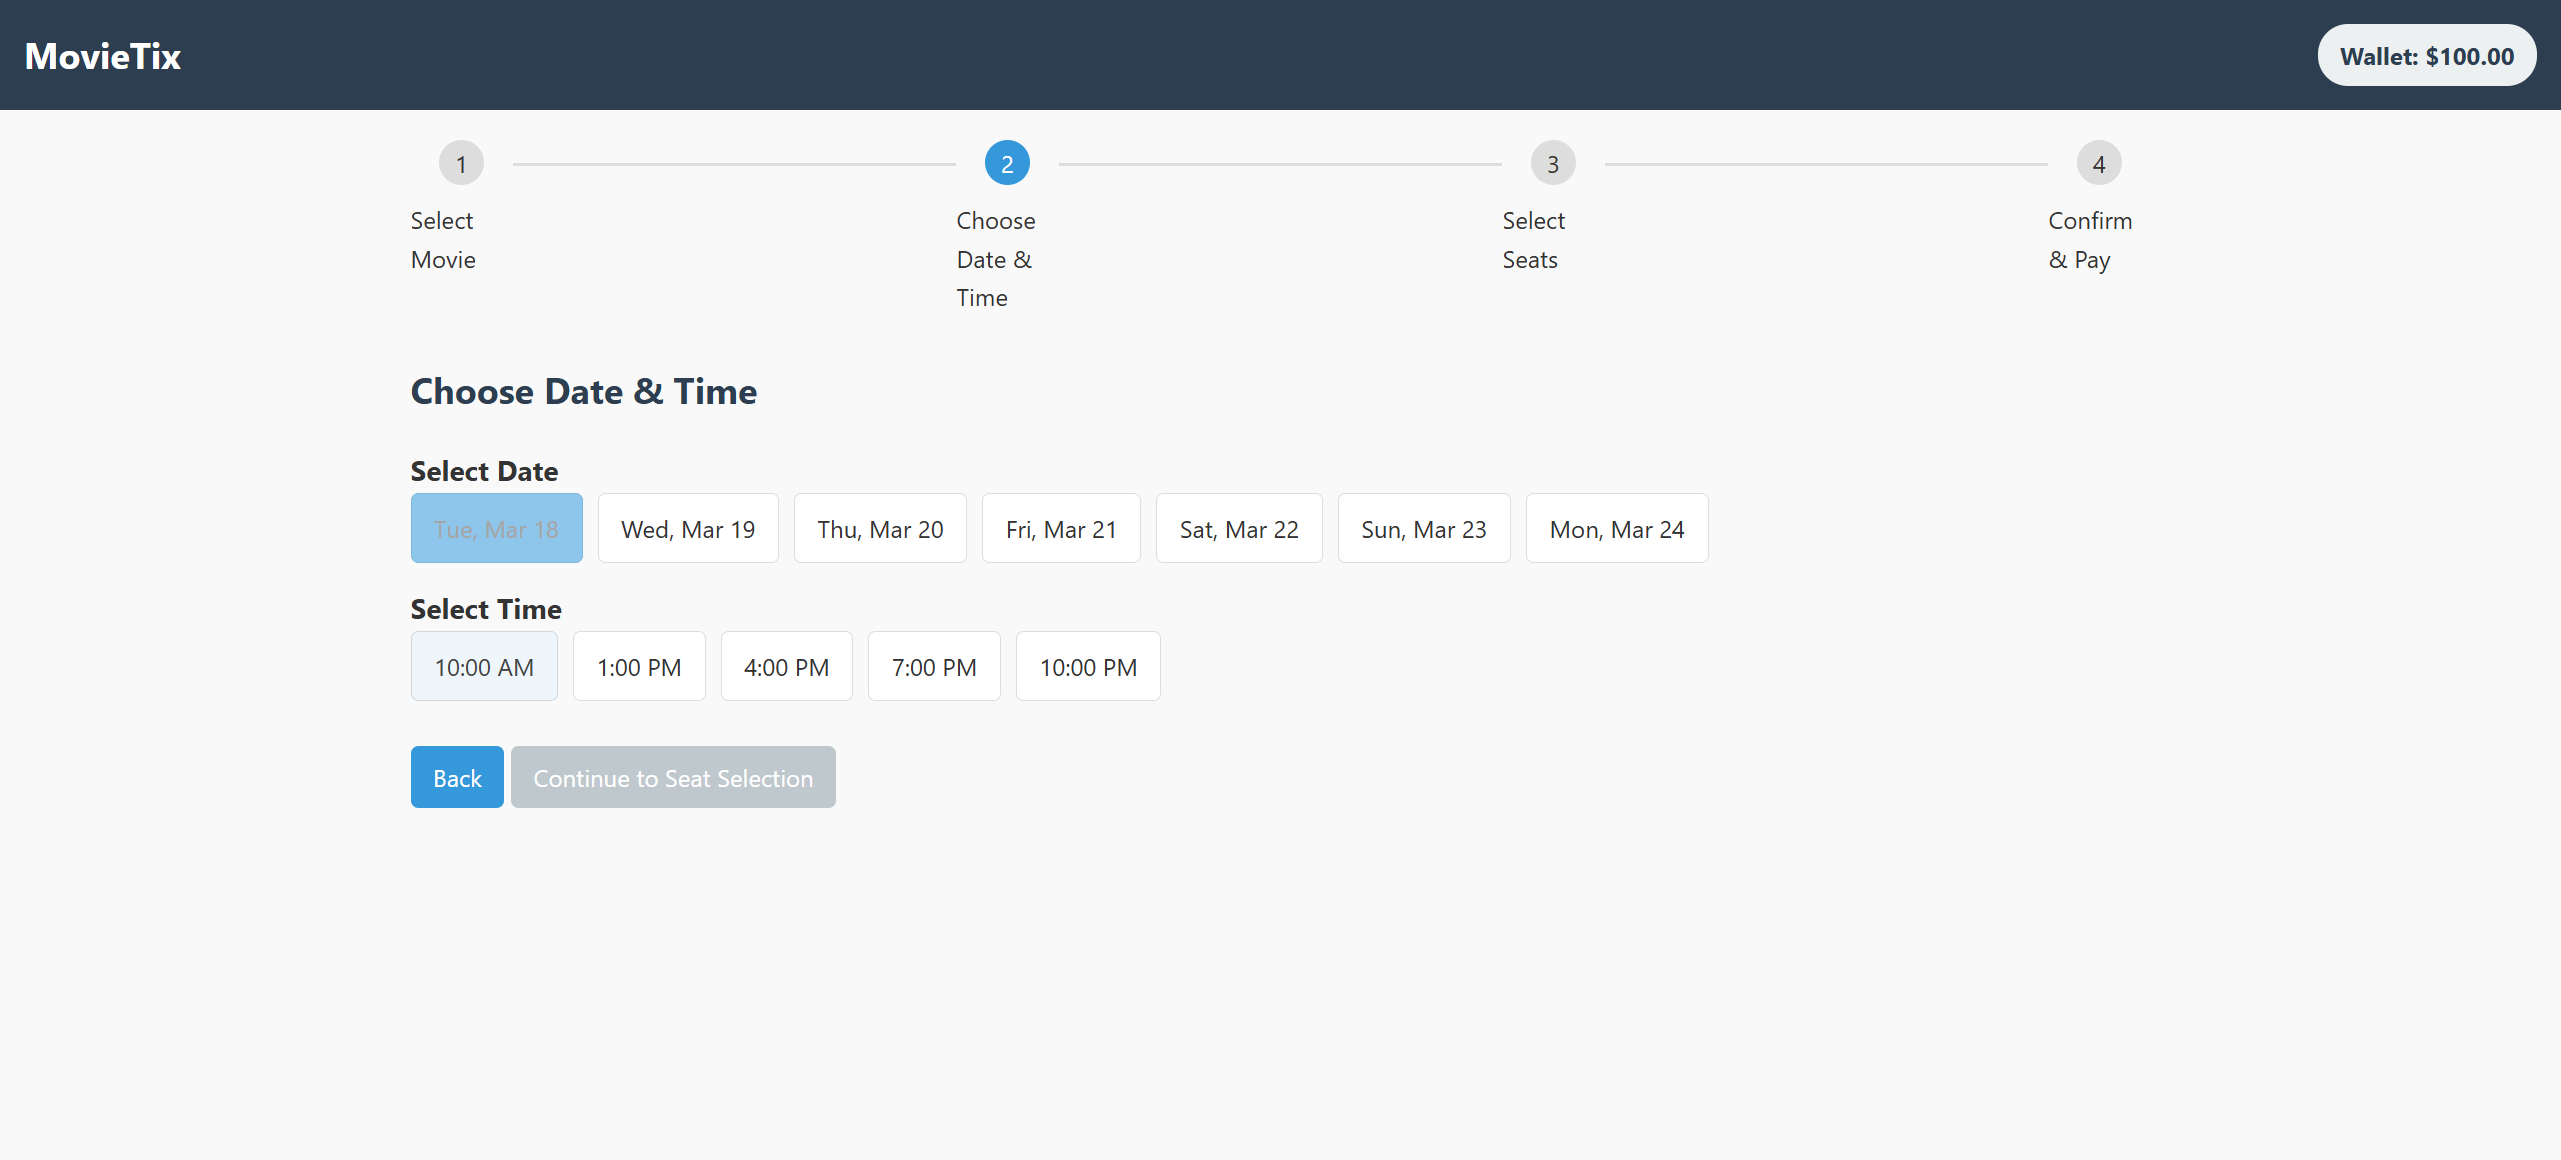 MovieTix
Wallet: $100.00
1
2
3
4
Select
Movie
Choose
Date &
Time
Select
Seats
Confirm
& Pay
Choose Date & Time
Select Date
Tue, Mar 18
Wed, Mar 19
Thu, Mar 20
Fri, Mar 21
Sat, Mar 22
Sun, Mar 23
Mon, Mar 24
Select Time
10:00 AM
1:00 PM
4:00 PM
7:00 PM
10:00 PM
Back
Continue to Seat Selection